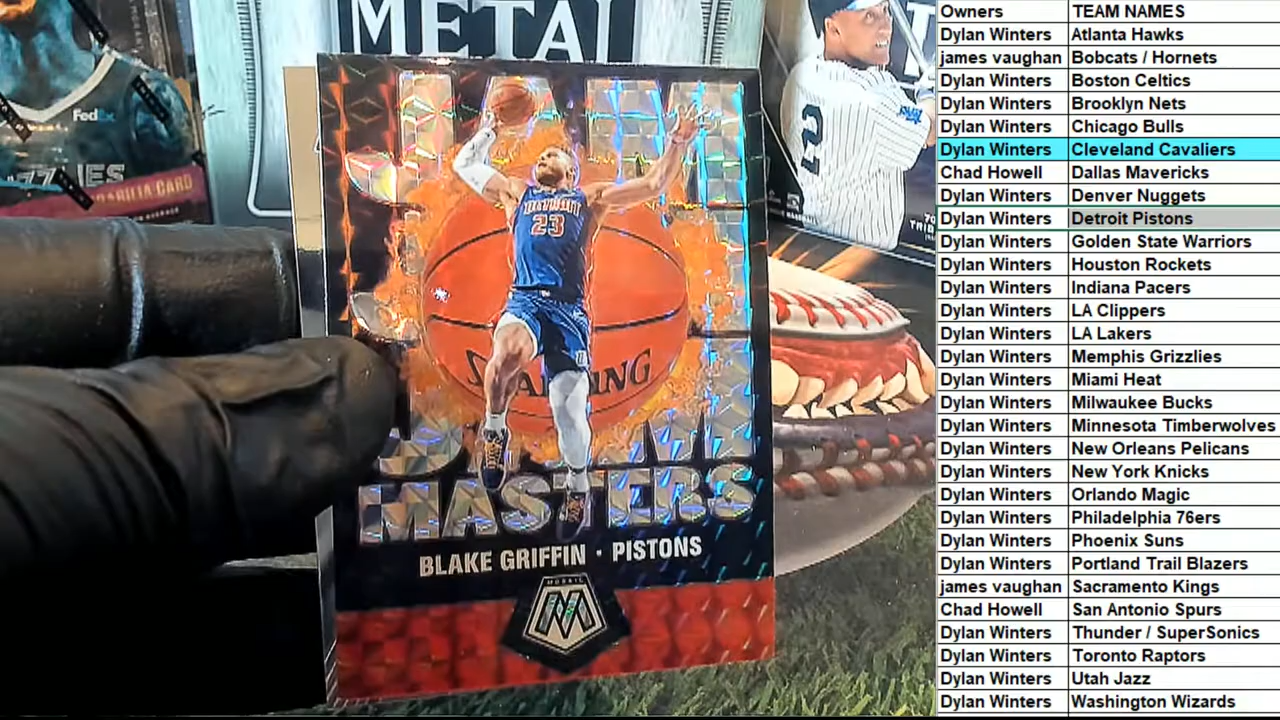 METAL
FedEx
ZZLIES
2
JAM
DETROIT
23
SPALDING
JAM
MASTERS
BLAKE GRIFFIN · PISTONS
MOSAIC
M
Owners TEAM NAMES
Dylan Winters Atlanta Hawks
james vaughan Bobcats / Hornets
Dylan Winters Boston Celtics
Dylan Winters Brooklyn Nets
Dylan Winters Chicago Bulls
Dylan Winters Cleveland Cavaliers
Chad Howell Dallas Mavericks
Dylan Winters Denver Nuggets
Dylan Winters Detroit Pistons
Dylan Winters Golden State Warriors
Dylan Winters Houston Rockets
Dylan Winters Indiana Pacers
Dylan Winters LA Clippers
Dylan Winters LA Lakers
Dylan Winters Memphis Grizzlies
Dylan Winters Miami Heat
Dylan Winters Milwaukee Bucks
Dylan Winters Minnesota Timberwolves
Dylan Winters New Orleans Pelicans
Dylan Winters New York Knicks
Dylan Winters Orlando Magic
Dylan Winters Philadelphia 76ers
Dylan Winters Phoenix Suns
Dylan Winters Portland Trail Blazers
james vaughan Sacramento Kings
Chad Howell San Antonio Spurs
Dylan Winters Thunder / SuperSonics
Dylan Winters Toronto Raptors
Dylan Winters Utah Jazz
Dylan Winters Washington Wizards